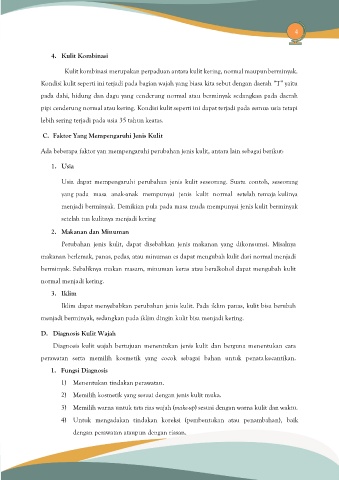 4
4. Kulit Kombinasi
Kulit kombinasi merupakan perpaduan antara kulit kering, normal maupun berminyak.
Kondisi kulit seperti ini terjadi pada bagian wajah yang biasa kita sebut dengan daerah "T" yaitu
pada dahi, hidung dan dagu yang cenderung normal atau berminyak sedangkan pada daerah
pipi cenderung normal atau kering. Kondisi kulit seperti ini dapat terjadi pada semua usia tetapi
lebih sering terjadi pada usia 35 tahun keatas.
C. Faktor Yang Mempengaruhi Jenis Kulit
Ada beberapa faktor yan mempengaruhi perubahan jenis kulit, antara lain sebagai berikut:
1. Usia
Usia dapat mempengaruhi perubahan jenis kulit seseorang. Suatu contoh, seseorang
yang pada masa anak-anak mempunyai jenis kulit normal setelah remaja kulitnya
menjadi berminyak. Demikian pula pada masa muda mempunyai jenis kulit berminyak
setelah tua kulitnya menjadi kering
2. Makanan dan Minuman
Perubahan jenis kulit, dapat disebabkan jenis makanan yang dikonsumsi. Misalnya
makanan berlemak, panas, pedas, atau minuman es dapat mengubah kulit dari normal menjadi
berminyak. Sebaliknya makan masam, minuman keras atau beralkohol dapat mengubah kulit
normal menjadi kering.
3. Iklim
Iklim dapat menyebabkan perubahan jenis kulit. Pada iklim panas, kulit bisa berubah
menjadi berminyak, sedangkan pada iklim dingin kulit bisa menjadi kering.
D. Diagnosis Kulit Wajah
Diagnosis kulit wajah bertujuan menentukan jenis kulit dan berguna menentukan cara
perawatan serta memilih kosmetik yang cocok sebagai bahan untuk penata kecantikan.
1. Fungsi Diagnosis
1) Menentukan tindakan perawatan.
2) Memilih kosmetik yang sesuai dengan jenis kulit muka.
3) Memilih warna untuk tata rias wajah (make-up) sesuai dengan warna kulit dan waktu.
4) Untuk mengadakan tindakan koreksi (pembentukan atau penambahan), baik
dengan perawatan ataupun dengan riasan.